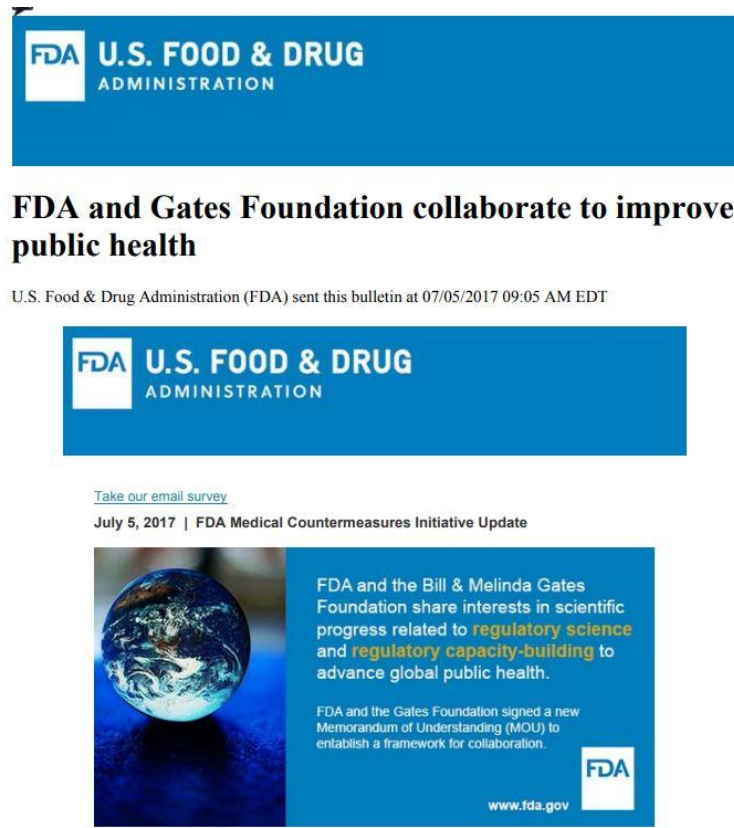 FDA U.S. FOOD & DRUG
ADMINISTRATION
FDA and Gates Foundation collaborate to improve
public health
U.S. Food & Drug Administration (FDA) sent this bulletin at 07/05/2017 09:05 AM EDT
FDA U.S. FOOD & DRUG
ADMINISTRATION
Take our email survey
July 5, 2017 | FDA Medical Countermeasures Initiative Update
FDA and the Bill & Melinda Gates
Foundation share interests in scientific
progress related to regulatory science
and regulatory capacity-building to
advance global public health.
FDA and the Gates Foundation signed a new
Memorandum of Understanding (MOU) to
entablish a framework for collaboration.
FDA
www.fda.gov